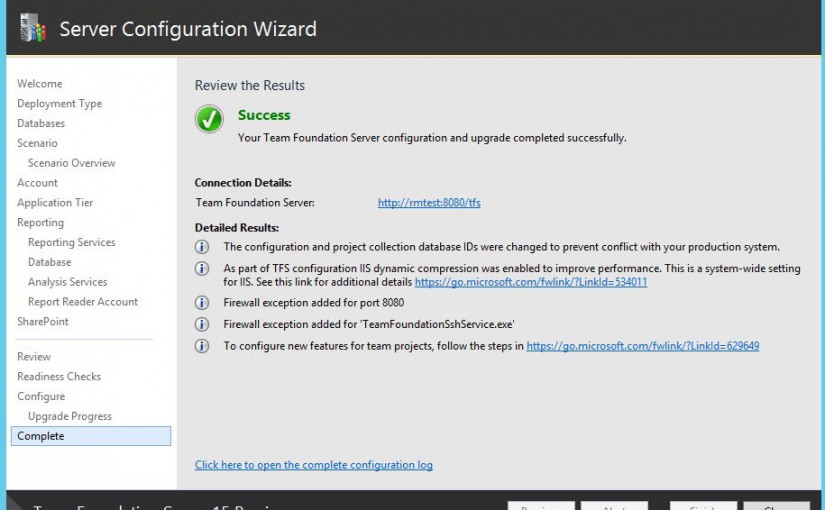 Server Configuration Wizard
Welcome
Deployment Type
Databases
Scenario
Scenario Overview
Account
Application Tier
Reporting
Reporting Services
Database
Analysis Services
Report Reader Account
SharePoint
Review
Readiness Checks
Configure
Upgrade Progress
Complete
Review the Results
Success
Your Team Foundation Server configuration and upgrade completed successfully.
Connection Details:
Team Foundation Server: http://rmtest:8080/tfs
Detailed Results:
The configuration and project collection database IDs were changed to prevent conflict with your production system.
As part of TFS configuration IIS dynamic compression was enabled to improve performance. This is a system-wide setting
for IIS. See this link for additional details https://go.microsoft.com/fwlink/?LinkId=534011
Firewall exception added for port 8080
Firewall exception added for 'TeamFoundationSshService.exe'
To configure new features for team projects, follow the steps in https://go.microsoft.com/fwlink/?LinkId=629649
Click here to open the complete configuration log